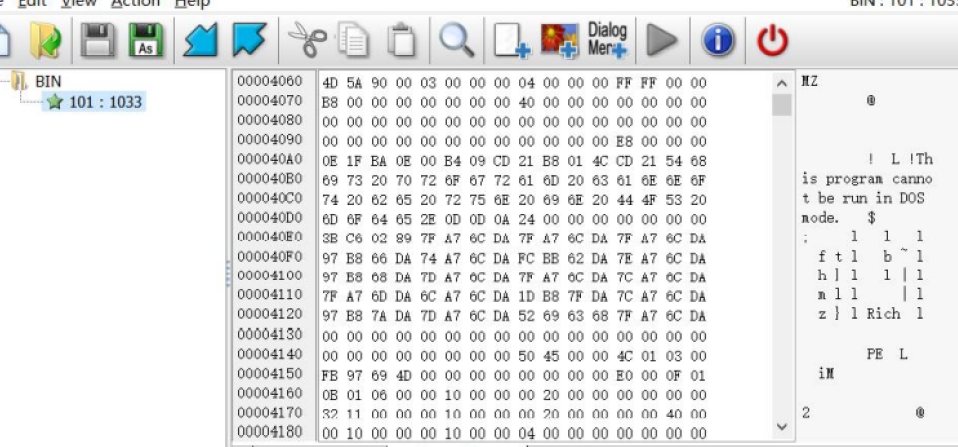 Edit View Action Help
BIN : 101 : 1033
As
Dialog
Menu
BIN
101 : 1033
00004060 4D 5A 90 00 03 00 00 00 04 00 00 00 FF FF 00 00 MZ
00004070 B8 00 00 00 00 00 00 00 40 00 00 00 00 00 00 00 @
00004080 00 00 00 00 00 00 00 00 00 00 00 00 00 00 00 00
00004090 00 00 00 00 00 00 00 00 00 00 00 00 E8 00 00 00
000040A0 0E 1F BA 0E 00 B4 09 CD 21 B8 01 4C CD 21 54 68 ! L !Th
000040B0 69 73 20 70 72 6F 67 72 61 6D 20 63 61 6E 6E 6F is program canno
000040C0 74 20 62 65 20 72 75 6E 20 69 6E 20 44 4F 53 20 t be run in DOS
000040D0 6D 6F 64 65 2E 0D 0D 0A 24 00 00 00 00 00 00 00 mode. $
000040E0 3B C6 02 89 7F A7 6C DA 7F A7 6C DA 7F A7 6C DA ; l l l
000040F0 97 B8 66 DA 74 A7 6C DA FC BB 62 DA 7E A7 6C DA f t l b ~ l
00004100 97 B8 68 DA 7D A7 6C DA 7F A7 6C DA 7C A7 6C DA h } l l | l
00004110 7F A7 6D DA 6C A7 6C DA 1D B8 7F DA 7C A7 6C DA m l l | l
00004120 97 B8 7A DA 7D A7 6C DA 52 69 63 68 7F A7 6C DA z } l Rich l
00004130 00 00 00 00 00 00 00 00 00 00 00 00 00 00 00 00
00004140 00 00 00 00 00 00 00 00 50 45 00 00 4C 01 03 00 PE L
00004150 FB 97 69 4D 00 00 00 00 00 00 00 00 E0 00 0F 01 iM
00004160 0B 01 06 00 00 10 00 00 00 20 00 00 00 00 00 00
00004170 32 11 00 00 00 10 00 00 00 20 00 00 00 00 40 00 2 @
00004180 00 10 00 00 00 10 00 00 04 00 00 00 00 00 00 00